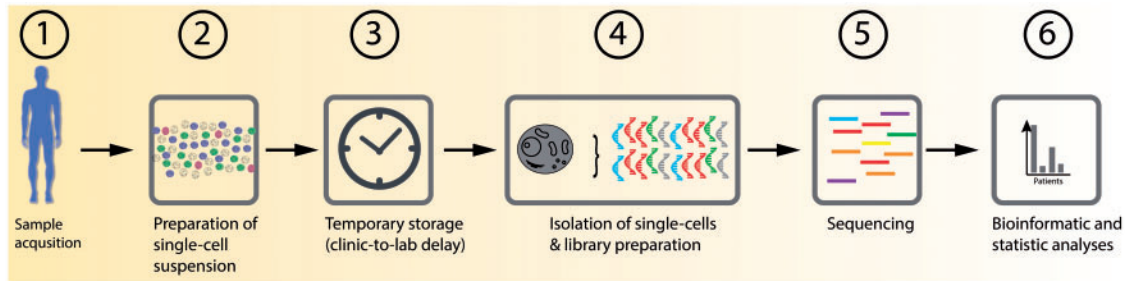 1
2
3
4
5
6
Sample
acqusition
Preparation of
single-cell
suspension
Temporary storage
(clinic-to-lab delay)
Isolation of single-cells
& library preparation
Sequencing
Patients
Bioinformatic and
statistic analyses